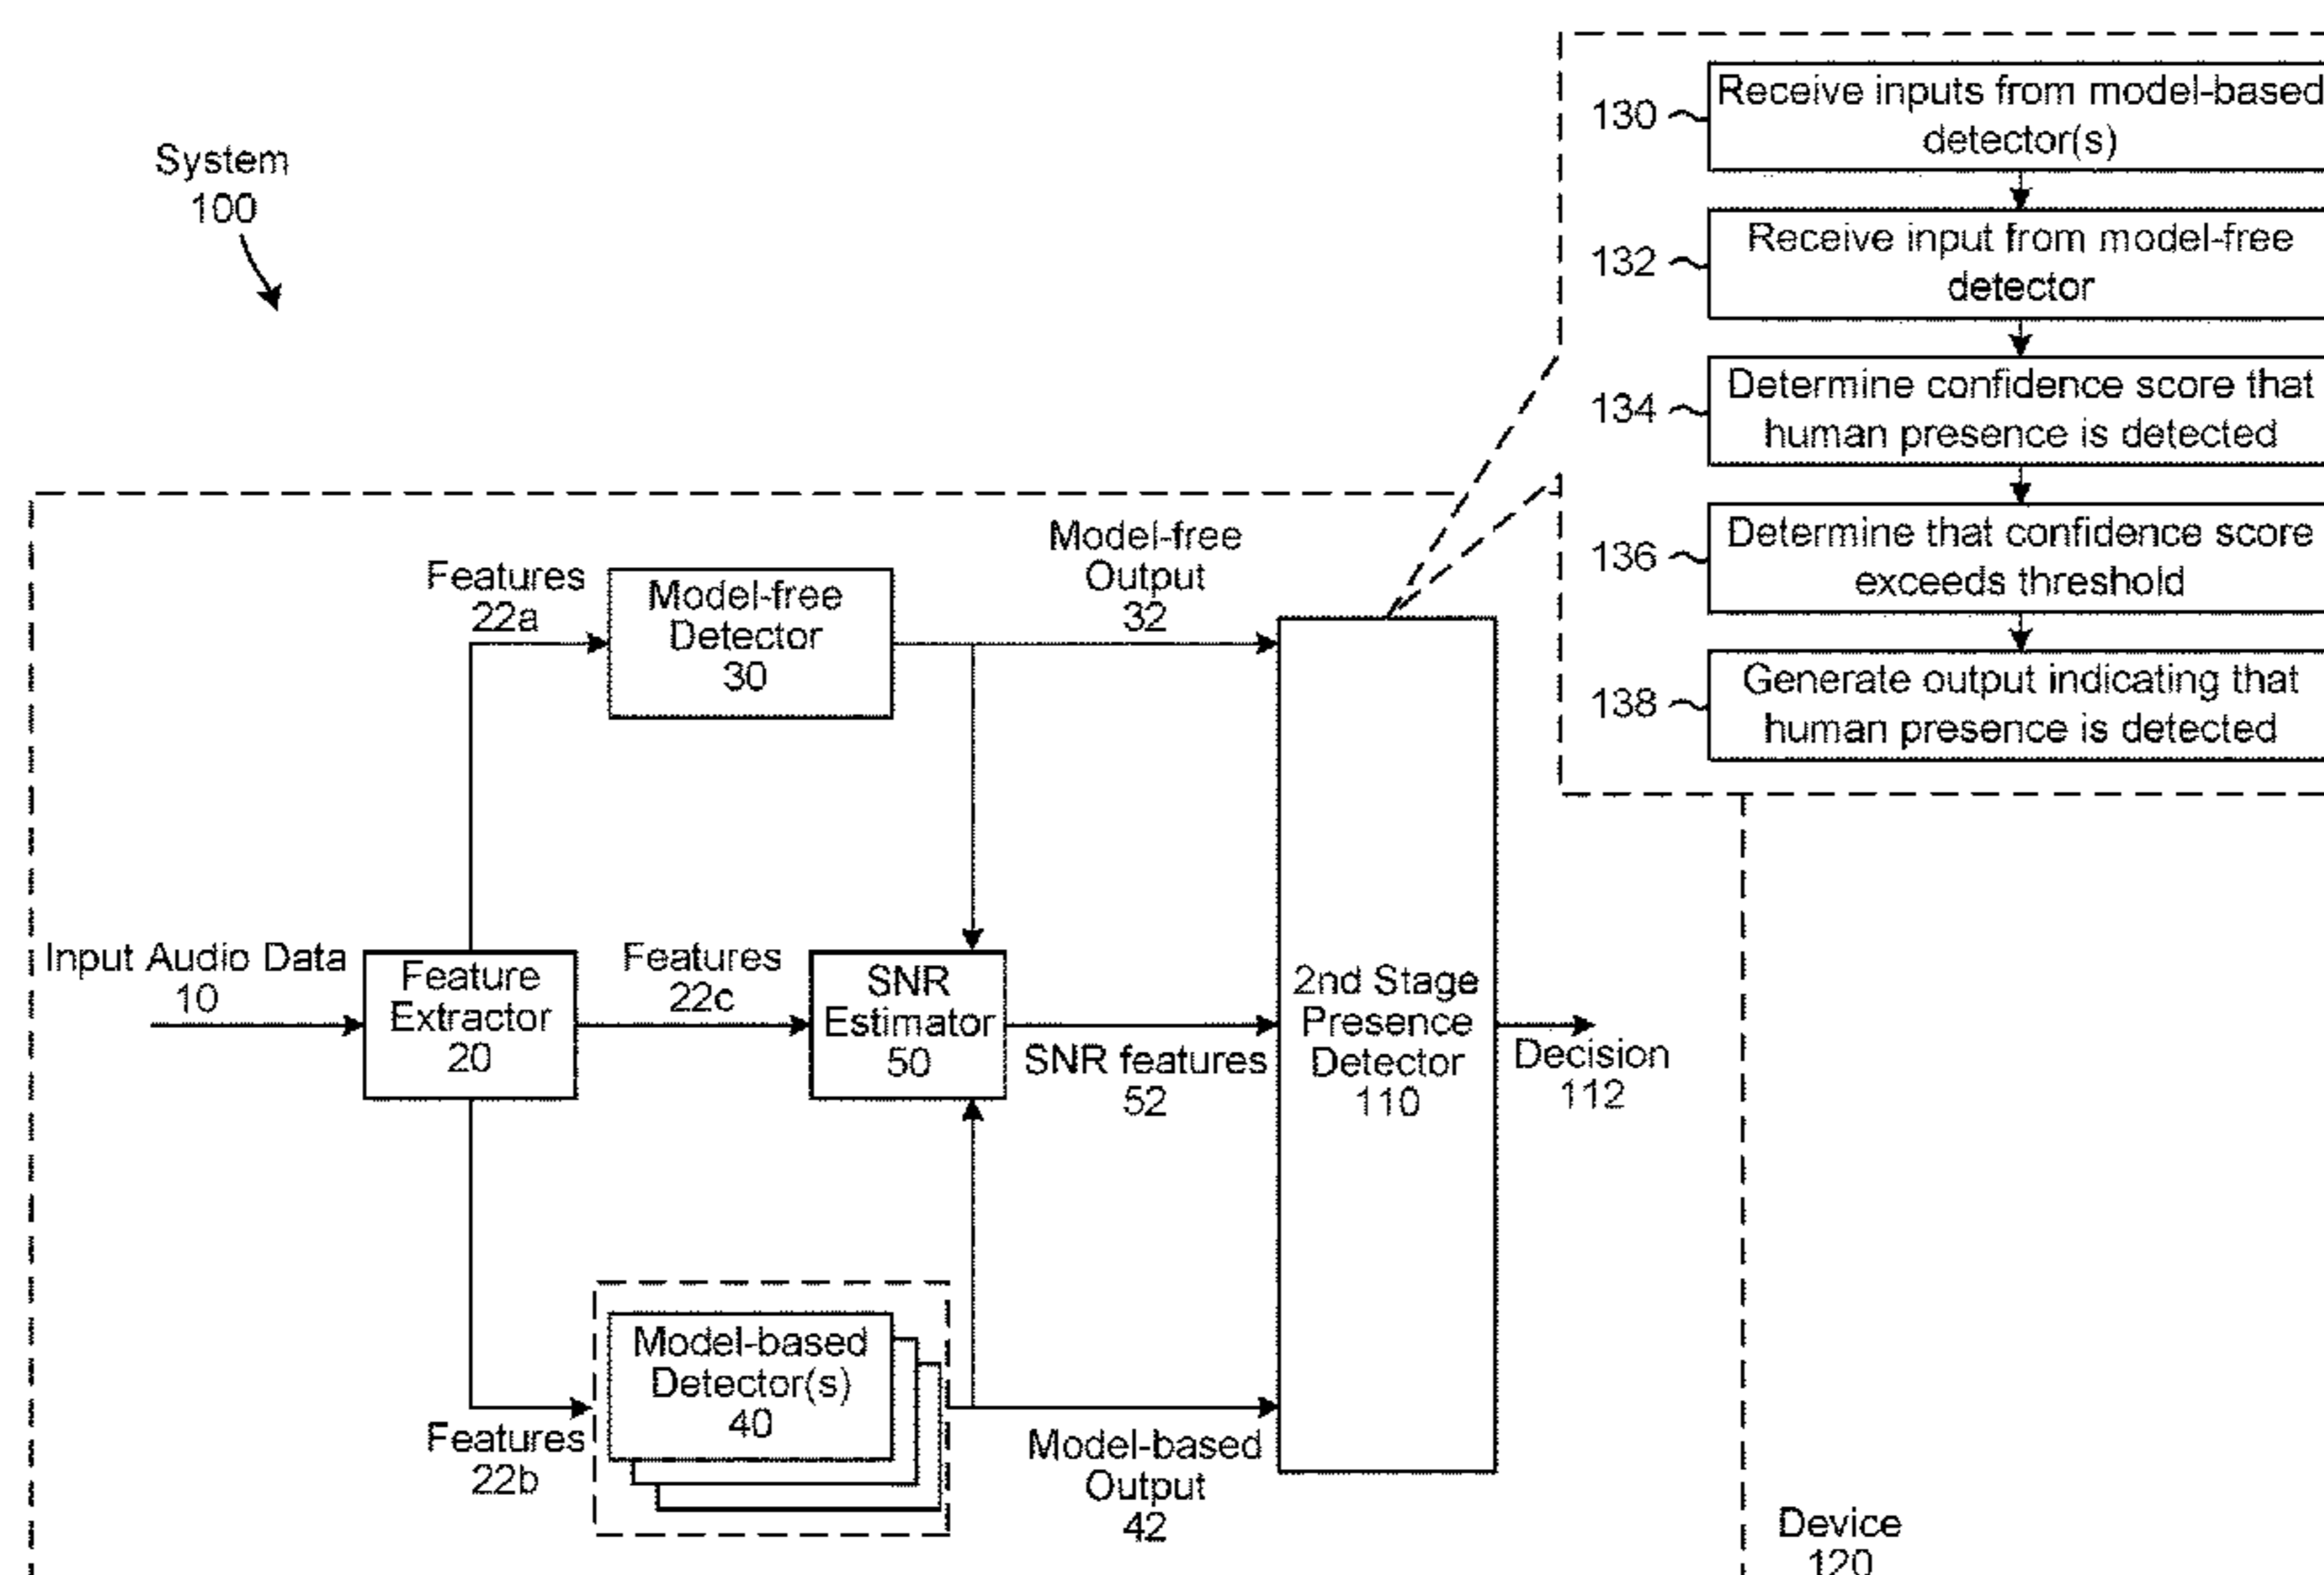 System
100
130
Receive inputs from model-based
detector(s)
132
Receive input from model-free
detector
134
Determine confidence score that
human presence is detected
136
Determine that confidence score
exceeds threshold
138
Generate output indicating that
human presence is detected
Features
22a
Model-free
Detector
30
Model-free
Output
32
Input Audio Data
10
Feature
Extractor
20
Features
22c
SNR
Estimator
50
SNR features
52
2nd Stage
Presence
Detector
110
Decision
112
Features
22b
Model-based
Detector(s)
40
Model-based
Output
42
Device
120